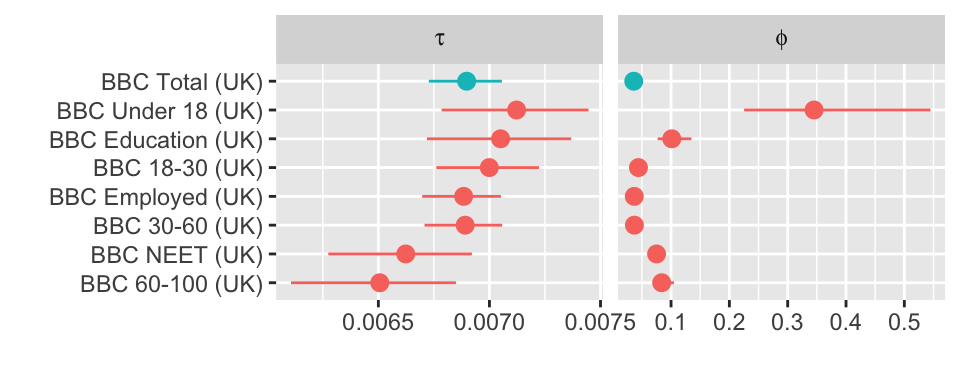 τ ϕ
BBC Total (UK)
BBC Under 18 (UK)
BBC Education (UK)
BBC 18-30 (UK)
BBC Employed (UK)
BBC 30-60 (UK)
BBC NEET (UK)
BBC 60-100 (UK)
0.0065 0.0070 0.0075 0.1 0.2 0.3 0.4 0.5